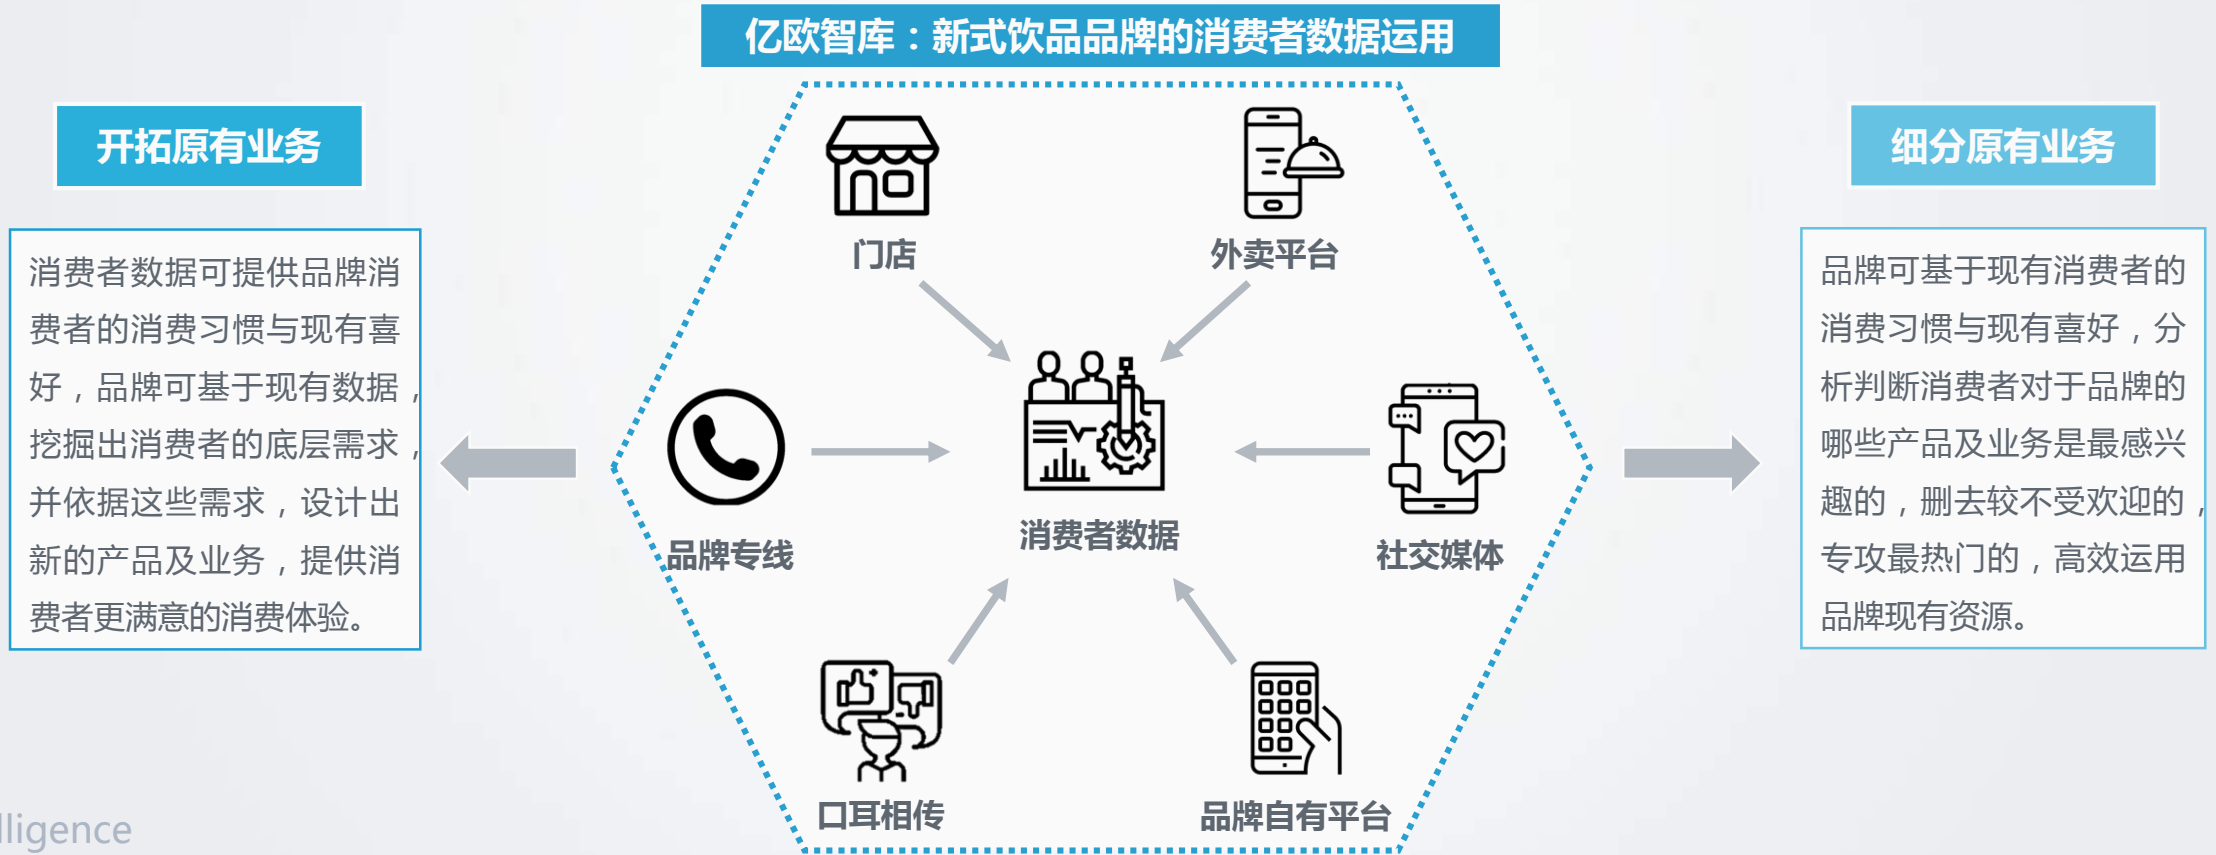 亿欧智库：新式饮品品牌的消费者数据运用
开拓原有业务
消费者数据可提供品牌消
费者的消费习惯与现有喜
好，品牌可基于现有数据，
挖掘出消费者的底层需求，
并依据这些需求，设计出
新的产品及业务，提供消
费者更满意的消费体验。
门店
外卖平台
品牌专线
消费者数据
社交媒体
口耳相传
品牌自有平台
细分原有业务
品牌可基于现有消费者的
消费习惯与现有喜好，分
析判断消费者对于品牌的
哪些产品及业务是最感兴
趣的，删去较不受欢迎的，
专攻最热门的，高效运用
品牌现有资源。
lligence